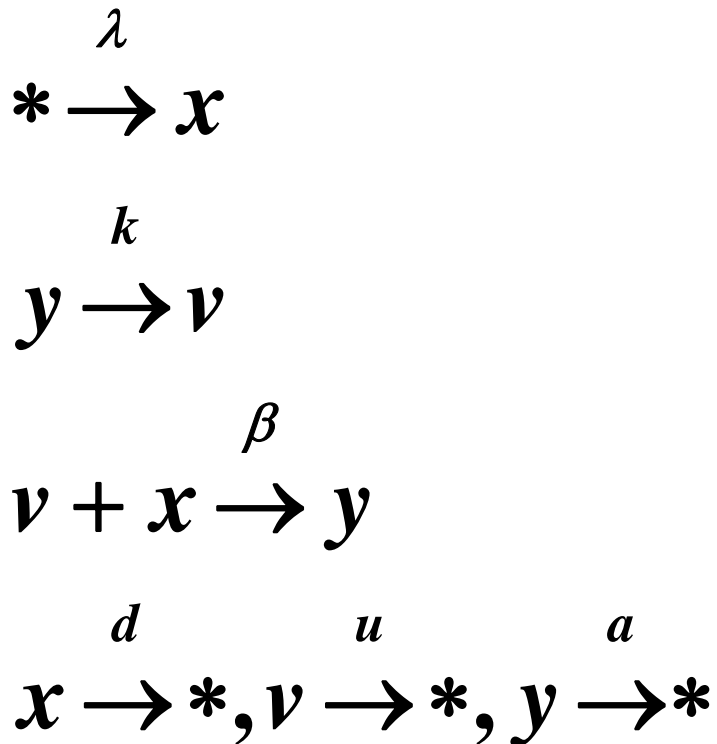 λ
* → x
k
y → v
β
v + x → y
d u a
x → *, v → *, y → *